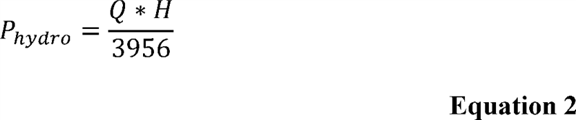 P_hydro = Q * H / 3956
Equation 2